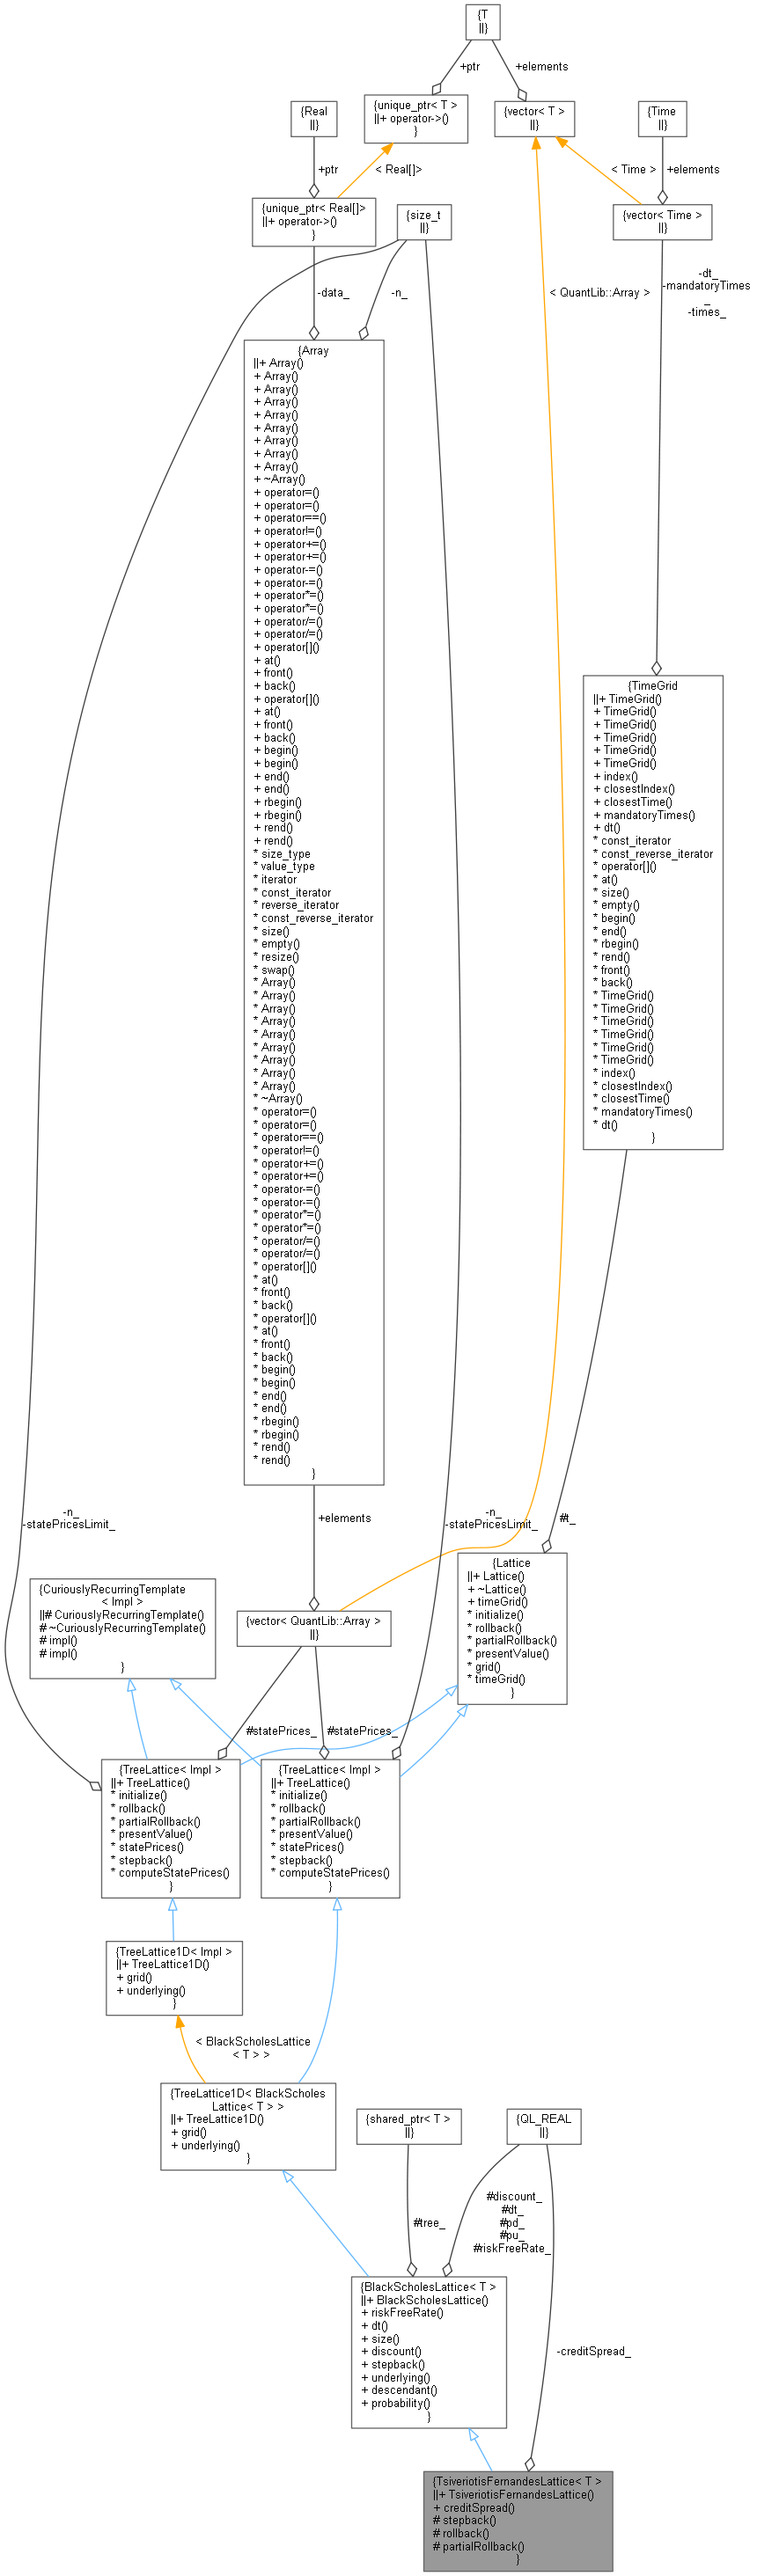 {T
||}
+ptr
+elements
{unique_ptr< T >
||+ operator->()
}
{vector< T >
||}
{Real
||}
{Time
||}
+ptr
< Real[]>
< Time >
+elements
{unique_ptr< Real[]>
||+ operator->()
}
{size_t
||}
{vector< Time >
||}
-data_
-n_
< QuantLib::Array >
-dt_
-mandatoryTimes
_
-times_
{Array
||+ Array()
+ Array()
+ Array()
+ Array()
+ Array()
+ Array()
+ Array()
+ Array()
+ Array()
+ ~Array()
+ operator=()
+ operator=()
+ operator==()
+ operator!=()
+ operator+=()
+ operator+=()
+ operator-=()
+ operator-=()
+ operator*=()
+ operator*=()
+ operator/=()
+ operator/=()
+ operator[]()
+ at()
+ front()
+ back()
+ operator[]()
+ at()
+ front()
+ back()
+ begin()
+ begin()
+ end()
+ end()
+ rbegin()
+ rbegin()
+ rend()
+ rend()
* size_type
* value_type
* iterator
* const_iterator
* reverse_iterator
* const_reverse_iterator
* size()
* empty()
* resize()
* swap()
* Array()
* Array()
* Array()
* Array()
* Array()
* Array()
* Array()
* Array()
* Array()
* ~Array()
* operator=()
* operator=()
* operator==()
* operator!=()
* operator+=()
* operator+=()
* operator-=()
* operator-=()
* operator*=()
* operator*=()
* operator/=()
* operator/=()
* operator[]()
* at()
* front()
* back()
* operator[]()
* at()
* front()
* back()
* begin()
* begin()
* end()
* end()
* rbegin()
* rbegin()
* rend()
* rend()
}
{TimeGrid
||+ TimeGrid()
+ TimeGrid()
+ TimeGrid()
+ TimeGrid()
+ TimeGrid()
+ TimeGrid()
+ index()
+ closestIndex()
+ closestTime()
+ mandatoryTimes()
+ dt()
* const_iterator
* const_reverse_iterator
* operator[]()
* at()
* size()
* empty()
* begin()
* end()
* rbegin()
* rend()
* front()
* back()
* TimeGrid()
* TimeGrid()
* TimeGrid()
* TimeGrid()
* TimeGrid()
* TimeGrid()
* index()
* closestIndex()
* closestTime()
* mandatoryTimes()
* dt()
}
-n_
-statePricesLimit_
+elements
-n_
-statePricesLimit_
#t_
{CuriouslyRecurringTemplate
< Impl >
||# CuriouslyRecurringTemplate()
# ~CuriouslyRecurringTemplate()
# impl()
# impl()
}
{vector< QuantLib::Array >
||}
{Lattice
||+ Lattice()
+ ~Lattice()
+ timeGrid()
* initialize()
* rollback()
* partialRollback()
* presentValue()
* grid()
* timeGrid()
}
#statePrices_
#statePrices_
{TreeLattice< Impl >
||+ TreeLattice()
* initialize()
* rollback()
* partialRollback()
* presentValue()
* statePrices()
* stepback()
* computeStatePrices()
}
{TreeLattice< Impl >
||+ TreeLattice()
* initialize()
* rollback()
* partialRollback()
* presentValue()
* statePrices()
* stepback()
* computeStatePrices()
}
{TreeLattice1D< Impl >
||+ TreeLattice1D()
+ grid()
+ underlying()
}
< BlackScholesLattice
< T > >
{TreeLattice1D< BlackScholes
Lattice< T > >
||+ TreeLattice1D()
+ grid()
+ underlying()
}
{shared_ptr< T >
||}
{QL_REAL
||}
#tree_
#discount_
#dt_
#pd_
#pu_
#riskFreeRate_
{BlackScholesLattice< T >
||+ BlackScholesLattice()
+ riskFreeRate()
+ dt()
+ size()
+ discount()
+ stepback()
+ underlying()
+ descendant()
+ probability()
}
-creditSpread_
{TsiveriotisFernandesLattice< T >
||+ TsiveriotisFernandesLattice()
+ creditSpread()
# stepback()
# rollback()
# partialRollback()
}